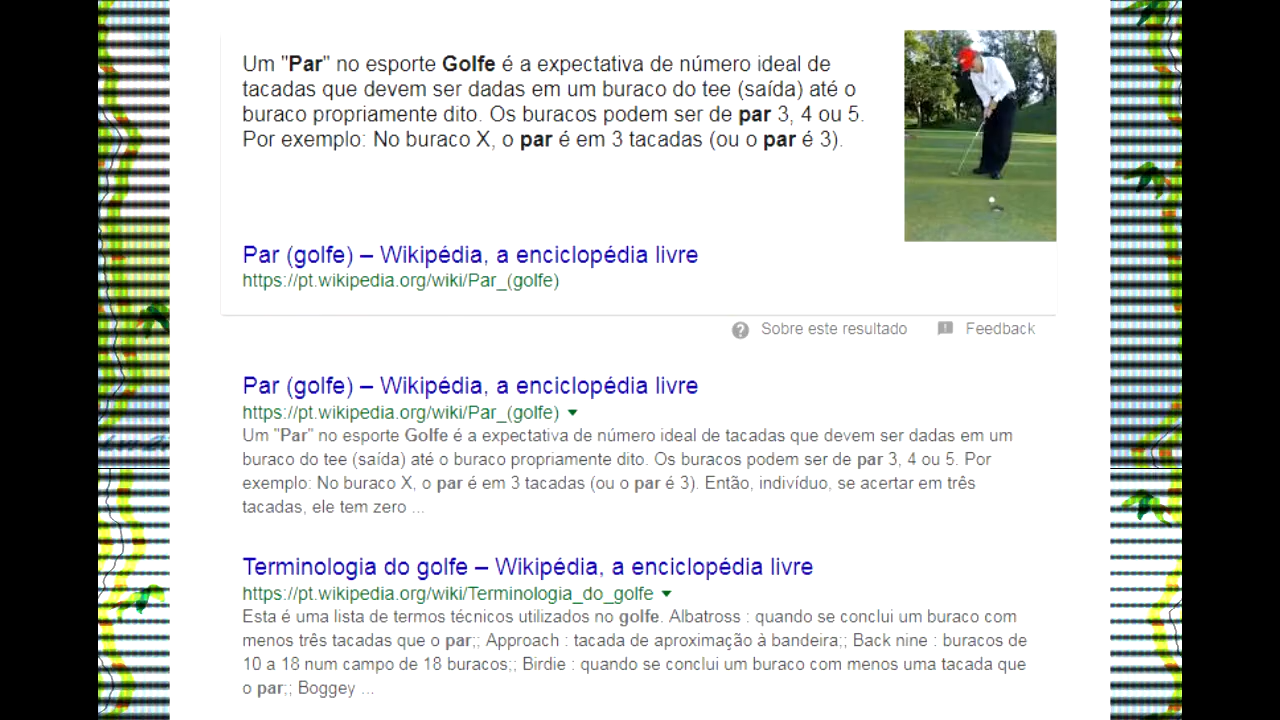 Um "Par" no esporte Golfe é a expectativa de número ideal de
tacadas que devem ser dadas em um buraco do tee (saída) até o
buraco propriamente dito. Os buracos podem ser de par 3, 4 ou 5.
Por exemplo: No buraco X, o par é em 3 tacadas (ou o par é 3).
Par (golfe) – Wikipédia, a enciclopédia livre
https://pt.wikipedia.org/wiki/Par_(golfe)
Sobre este resultado Feedback
Par (golfe) – Wikipédia, a enciclopédia livre
https://pt.wikipedia.org/wiki/Par_(golfe)
Um "Par" no esporte Golfe é a expectativa de número ideal de tacadas que devem ser dadas em um
buraco do tee (saída) até o buraco propriamente dito. Os buracos podem ser de par 3, 4 ou 5. Por
exemplo: No buraco X, o par é em 3 tacadas (ou o par é 3). Então, indivíduo, se acertar em três
tacadas, ele tem zero ...
Terminologia do golfe – Wikipédia, a enciclopédia livre
https://pt.wikipedia.org/wiki/Terminologia_do_golfe
Esta é uma lista de termos técnicos utilizados no golfe. Albatross : quando se conclui um buraco com
menos três tacadas que o par;; Approach : tacada de aproximação à bandeira;; Back nine : buracos de
10 a 18 num campo de 18 buracos;; Birdie : quando se conclui um buraco com menos uma tacada que
o par;; Boggey ...